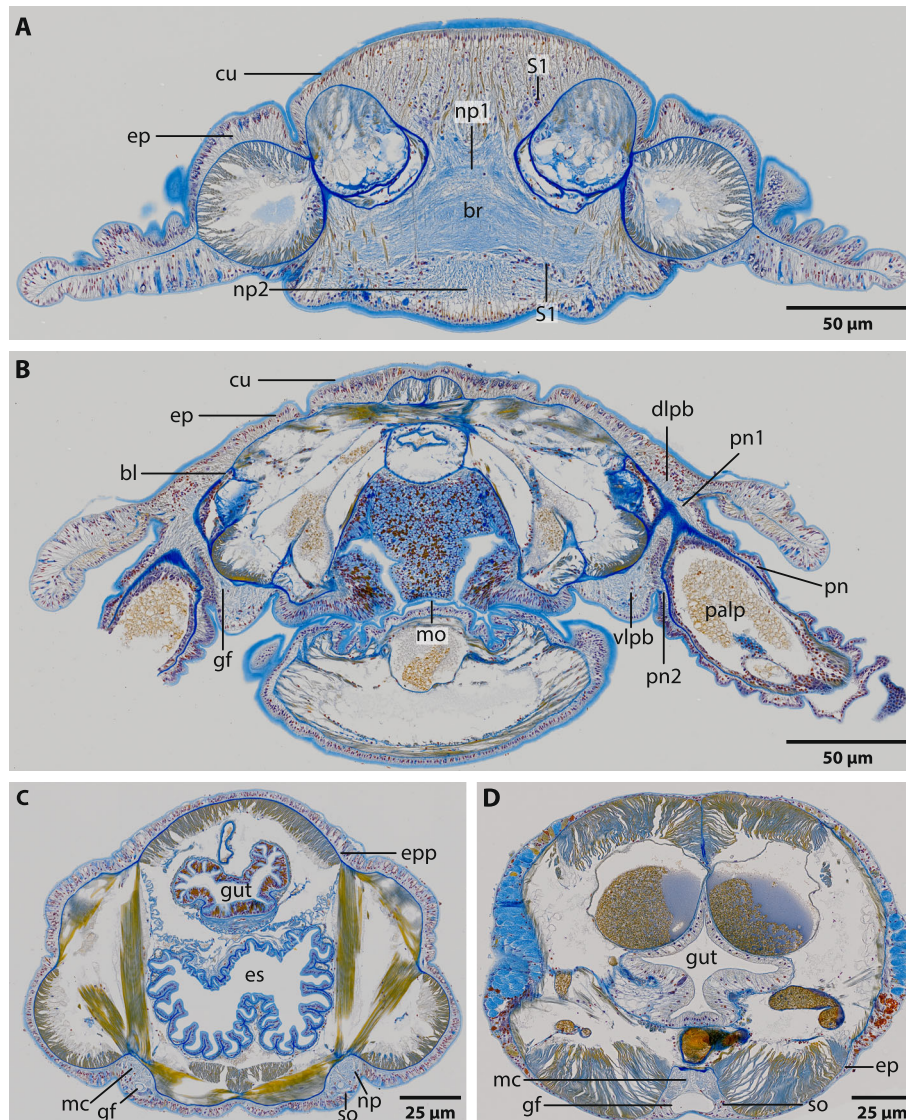 A
cu
S1
np1
ep
br
np2
S1
50 µm
B
cu
ep
dlpb
pn1
bl
pn
palp
mo
vlpb
gf
pn2
50 µm
C
epp
gut
es
mc
gf
so
np
25 µm
D
gut
mc
ep
gf
so
25 µm